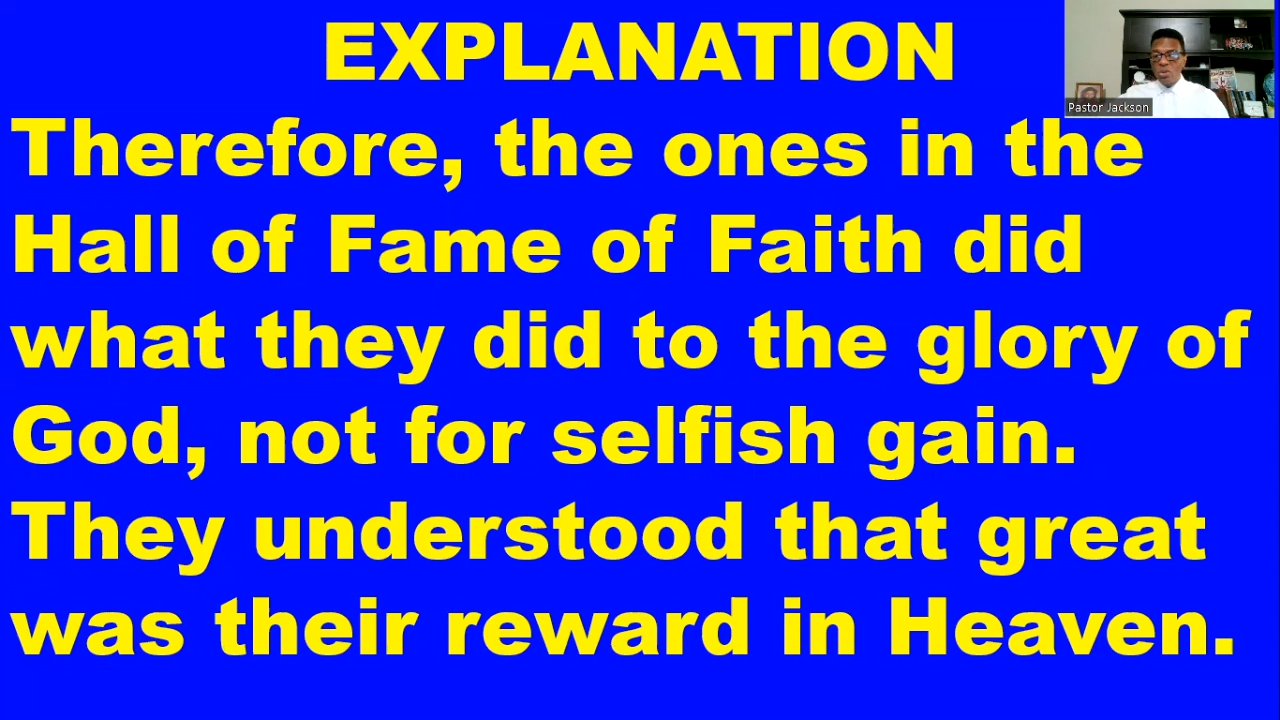 EXPLANATION
Pastor Jackson
Therefore, the ones in the
Hall of Fame of Faith did
what they did to the glory of
God, not for selfish gain.
They understood that great
was their reward in Heaven.